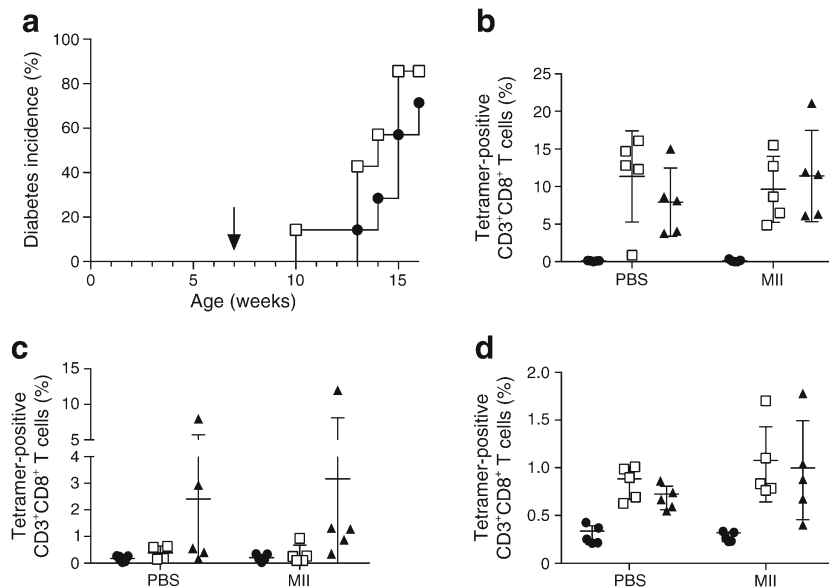 a
Diabetes incidence (%)
100
80
60
40
20
0
0 5 10 15
Age (weeks)
b
Tetramer-positive
CD3⁺CD8⁺ T cells (%)
25
20
15
10
5
0
PBS MII
c
Tetramer-positive
CD3⁺CD8⁺ T cells (%)
15
10
5
4
3
2
1
0
PBS MII
d
Tetramer-positive
CD3⁺CD8⁺ T cells (%)
2.0
1.5
1.0
0.5
0
PBS MII